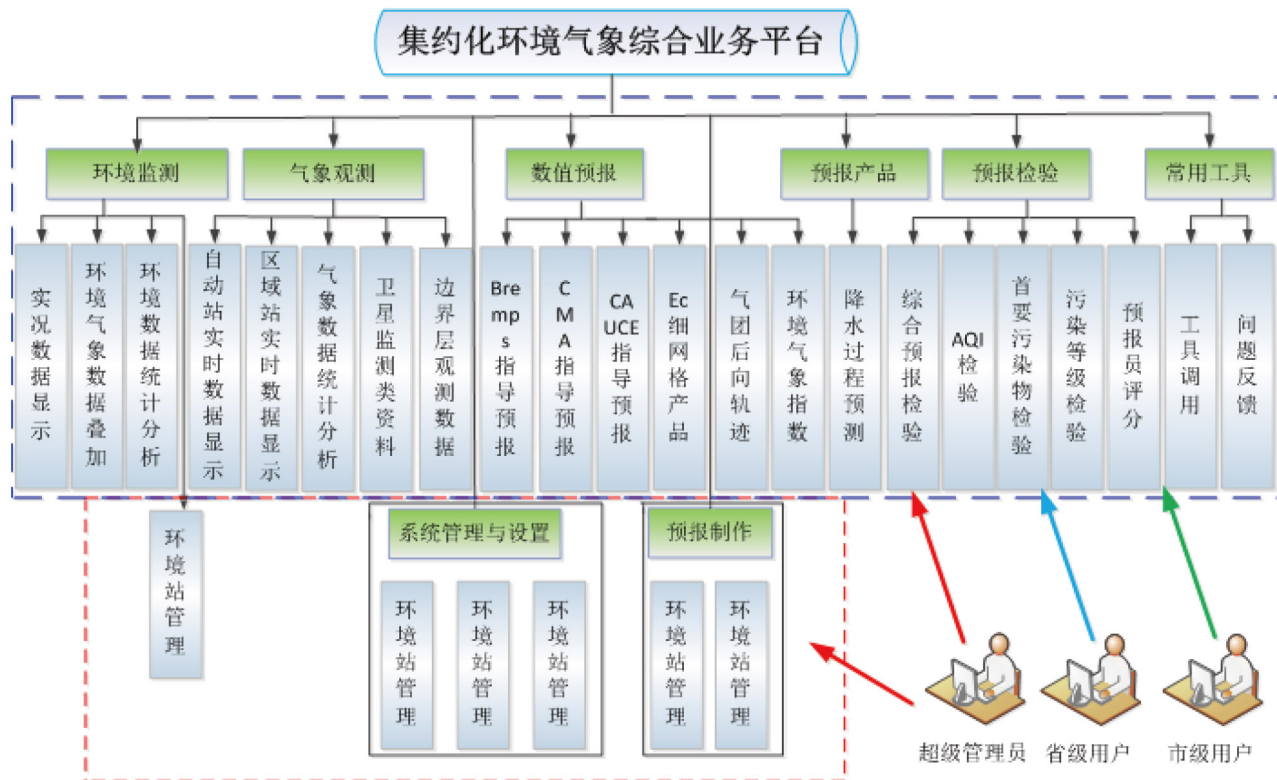 集约化环境气象综合业务平台
环境监测
气象观测
数值预报
预报产品
预报检验
常用工具
实况数据显示
环境气象数据叠加
环境数据统计分析
自动站实时数据显示
区域站实时数据显示
气象数据统计分析
卫星监测类资料
边界层观测数据
Bremps指导预报
CMA指导预报
CAUCE指导预报
Ec细网格产品
气团后向轨迹
环境气象指数
降水过程预测
综合预报检验
AQI检验
首要污染物检验
污染等级检验
预报员评分
工具调用
问题反馈
环境站管理
系统管理与设置
环境站管理
环境站管理
环境站管理
预报制作
环境站管理
环境站管理
超级管理员
省级用户
市级用户